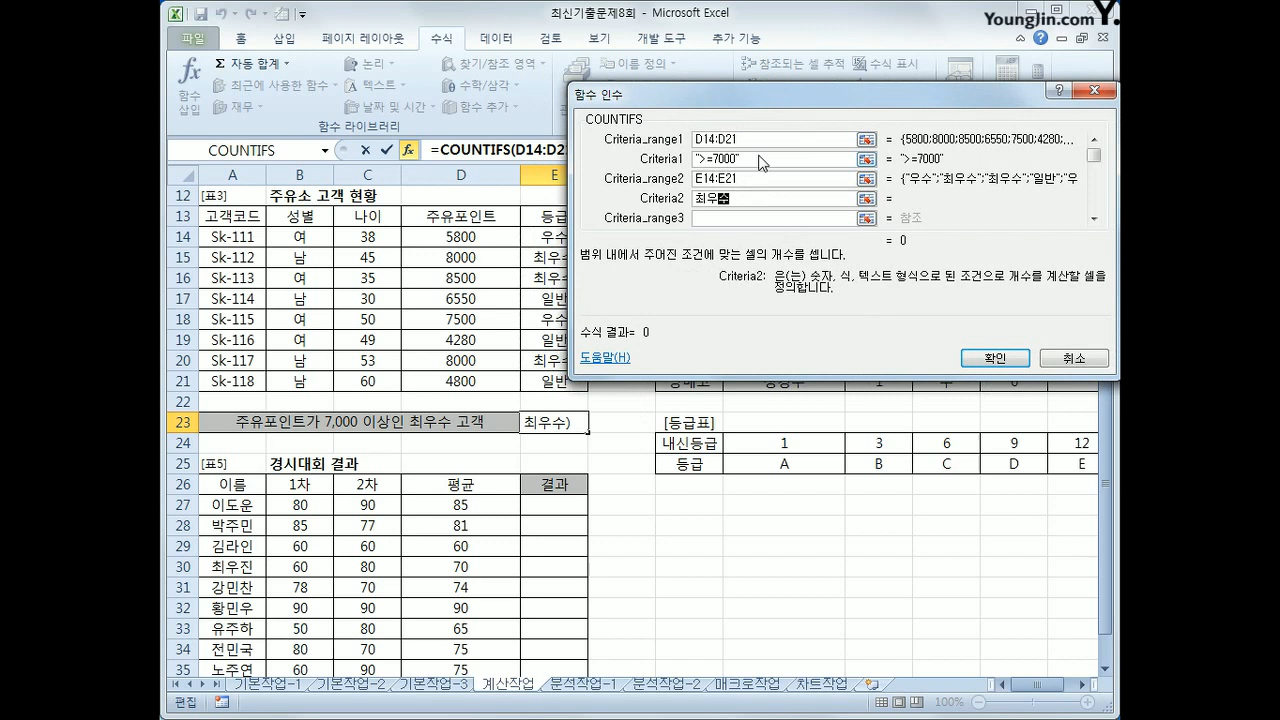 최신기출문제8회 - Microsoft Excel
YoungJin.com Y.
파일 홈 삽입 페이지 레이아웃 수식 데이터 검토 보기 개발 도구 추가 기능
Σ 자동 합계 논리 찾기/참조 영역 이름 정의 참조되는 셀 추적 수식 표시
함수 삽입 최근에 사용한 함수 텍스트 수학/삼각
재무 날짜 및 시간 함수 추가
함수 라이브러리
COUNTIFS fx =COUNTIFS(D14:D2
함수 인수
COUNTIFS
Criteria_range1 D14:D21 = {5800;8000;8500;6550;7500;4280;...
Criteria1 ">=7000" = ">=7000"
Criteria_range2 E14:E21 = {"우수";"최우수";"최우수";"일반";"우
Criteria2 최우수 =
Criteria_range3 = 참조
= 0
범위 내에서 주어진 조건에 맞는 셀의 개수를 셉니다.
Criteria2: 은(는) 숫자, 식, 텍스트 형식으로 된 조건으로 개수를 계산할 셀을
정의합니다.
수식 결과= 0
도움말(H) 확인 취소
A B C D E
12 [표3] 주유소 고객 현황
13 고객코드 성별 나이 주유포인트 등급
14 Sk-111 여 38 5800 우수
15 Sk-112 남 45 8000 최우수
16 Sk-113 여 35 8500 최우수
17 Sk-114 남 30 6550 일반
18 Sk-115 여 50 7500 우수
19 Sk-116 여 49 4280 일반
20 Sk-117 남 53 8000 최우수
21 Sk-118 남 60 4800 일반
22
23 주유포인트가 7,000 이상인 최우수 고객 최우수) [등급표]
24 내신등급 1 3 6 9 12
25 [표5] 경시대회 결과 등급 A B C D E
26 이름 1차 2차 평균 결과
27 이도윤 80 90 85
28 박주민 85 77 81
29 김라인 60 60 60
30 최우진 60 80 70
31 강민찬 78 70 74
32 황민우 90 90 90
33 유주하 50 80 65
34 전민국 80 70 75
35 노주연 60 90 75
기본작업-1 기본작업-2 기본작업-3 계산작업 분석작업-1 분석작업-2 매크로작업 차트작업
편집 100%